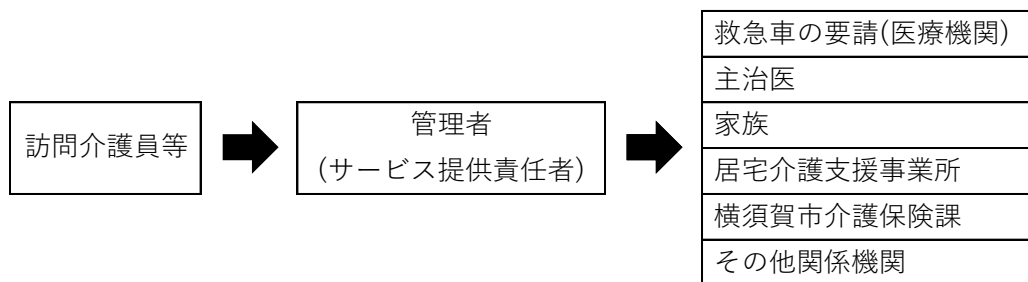 訪問介護員等
管理者
(サービス提供責任者)
救急車の要請(医療機関)
主治医
家族
居宅介護支援事業所
横須賀市介護保険課
その他関係機関